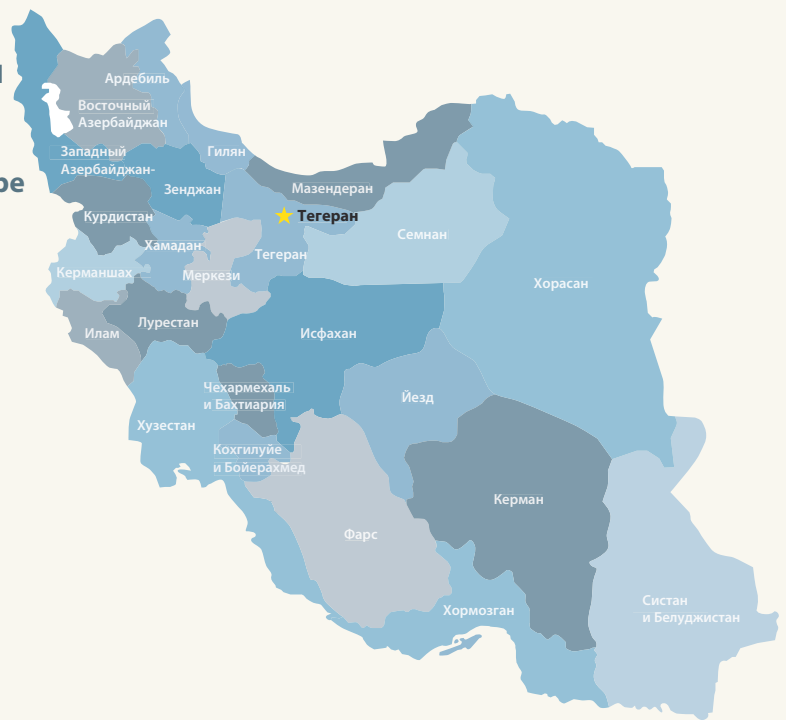 ре
Ардебиль
Восточный
Азербайджан
Западный
Азербайджан-
Гилян
Зенджан
Мазендеран
Курдистан
Тегеран
Хамадан
Тегеран
Семнан
Керманшах
Меркези
Хорасан
Илам
Лурестан
Исфахан
Чехармехаль
и Бахтиария
Йезд
Хузестан
Кохгилуйе
и Бойерахмед
Керман
Фарс
Хормозган
Систан
и Белуджистан